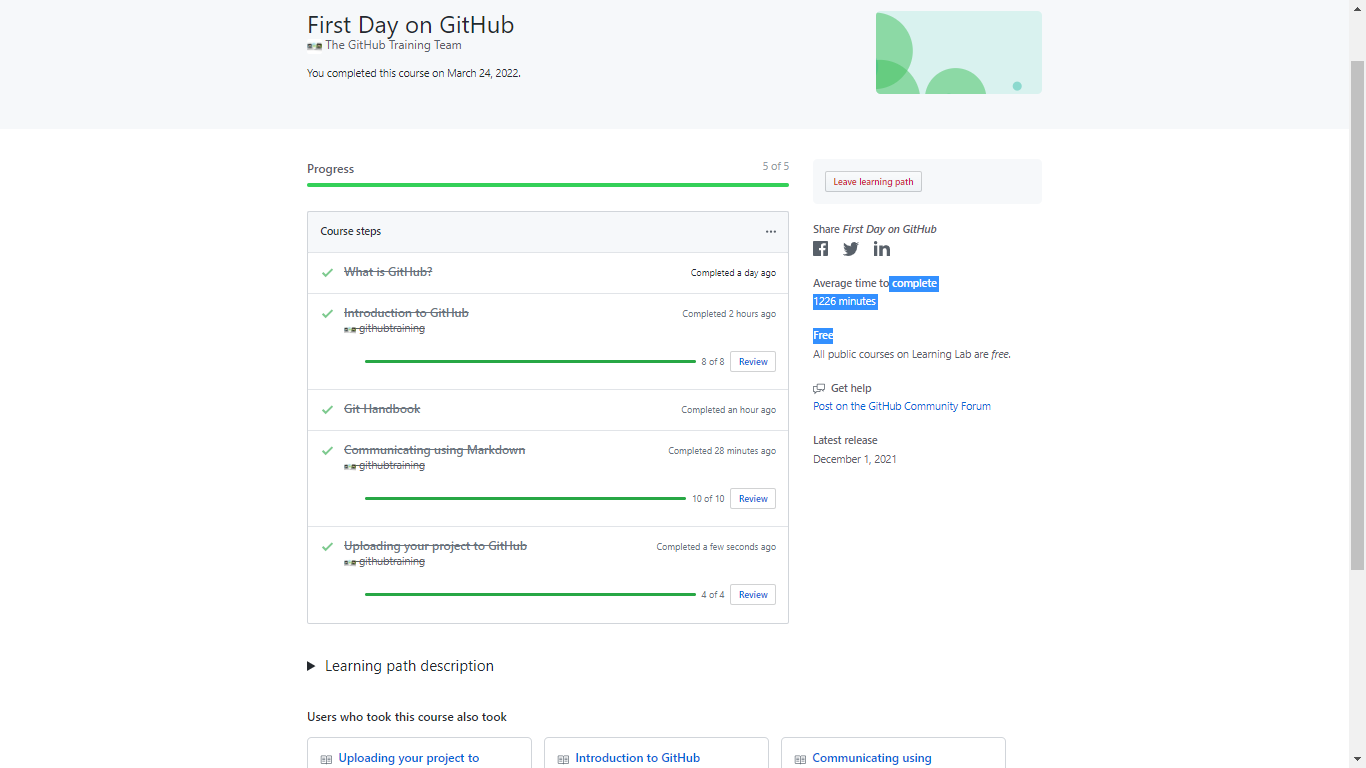 First Day on GitHub
The GitHub Training Team
You completed this course on March 24, 2022.
Progress
5 of 5
Course steps
What is GitHub?
Completed a day ago
Introduction to GitHub
Completed 2 hours ago
githubtraining
8 of 8
Review
Git Handbook
Completed an hour ago
Communicating using Markdown
Completed 28 minutes ago
githubtraining
10 of 10
Review
Uploading your project to GitHub
Completed a few seconds ago
githubtraining
4 of 4
Review
Leave learning path
Share First Day on GitHub
Average time to complete
1226 minutes
Free
All public courses on Learning Lab are free.
Get help
Post on the GitHub Community Forum
Latest release
December 1, 2021
Learning path description
Users who took this course also took
Uploading your project to
Introduction to GitHub
Communicating using